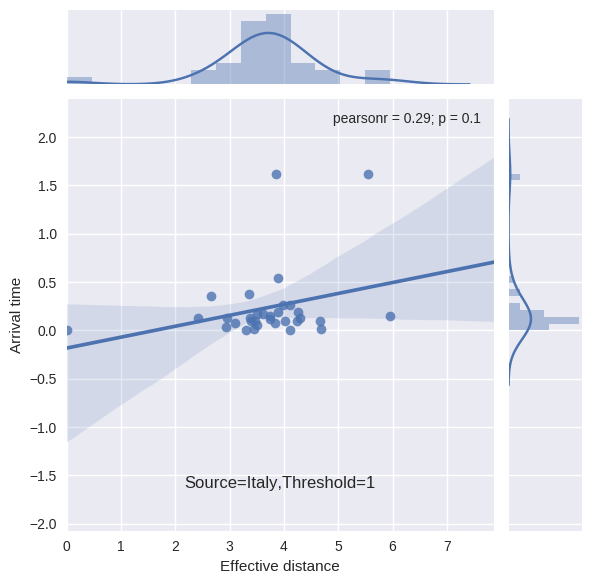 pearsonr = 0.29; p = 0.1
2.0
1.5
1.0
0.5
0.0
−0.5
−1.0
−1.5
−2.0
Arrival time
Source=Italy,Threshold=1
0 1 2 3 4 5 6 7
Effective distance